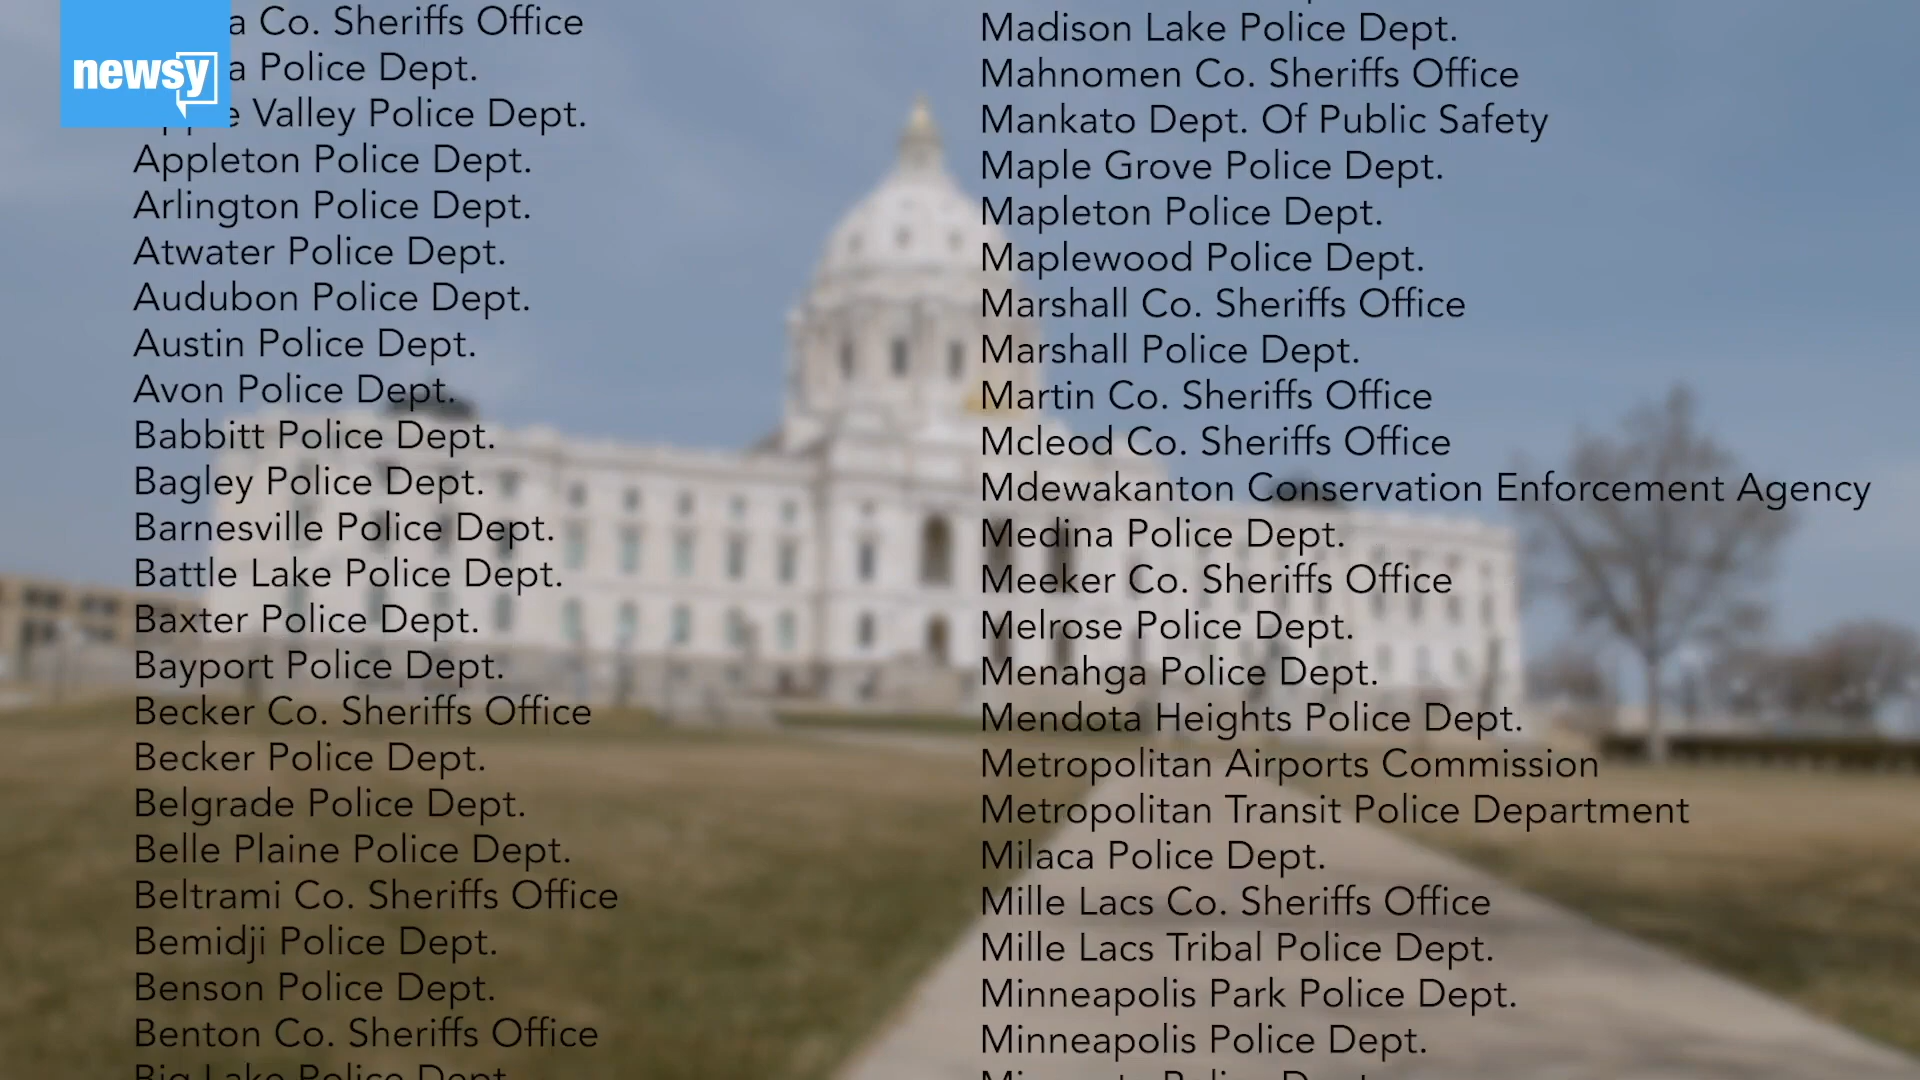 newsy
Co. Sheriffs Office
Police Dept.
Valley Police Dept.
Appleton Police Dept.
Arlington Police Dept.
Atwater Police Dept.
Audubon Police Dept.
Austin Police Dept.
Avon Police Dept.
Babbitt Police Dept.
Bagley Police Dept.
Barnesville Police Dept.
Battle Lake Police Dept.
Baxter Police Dept.
Bayport Police Dept.
Becker Co. Sheriffs Office
Becker Police Dept.
Belgrade Police Dept.
Belle Plaine Police Dept.
Beltrami Co. Sheriffs Office
Bemidji Police Dept.
Benson Police Dept.
Benton Co. Sheriffs Office
Big Lake Police Dept.
Madison Lake Police Dept.
Mahnomen Co. Sheriffs Office
Mankato Dept. Of Public Safety
Maple Grove Police Dept.
Mapleton Police Dept.
Maplewood Police Dept.
Marshall Co. Sheriffs Office
Marshall Police Dept.
Martin Co. Sheriffs Office
Mcleod Co. Sheriffs Office
Mdewakanton Conservation Enforcement Agency
Medina Police Dept.
Meeker Co. Sheriffs Office
Melrose Police Dept.
Menahga Police Dept.
Mendota Heights Police Dept.
Metropolitan Airports Commission
Metropolitan Transit Police Department
Milaca Police Dept.
Mille Lacs Co. Sheriffs Office
Mille Lacs Tribal Police Dept.
Minneapolis Park Police Dept.
Minneapolis Police Dept.
Police Dept.